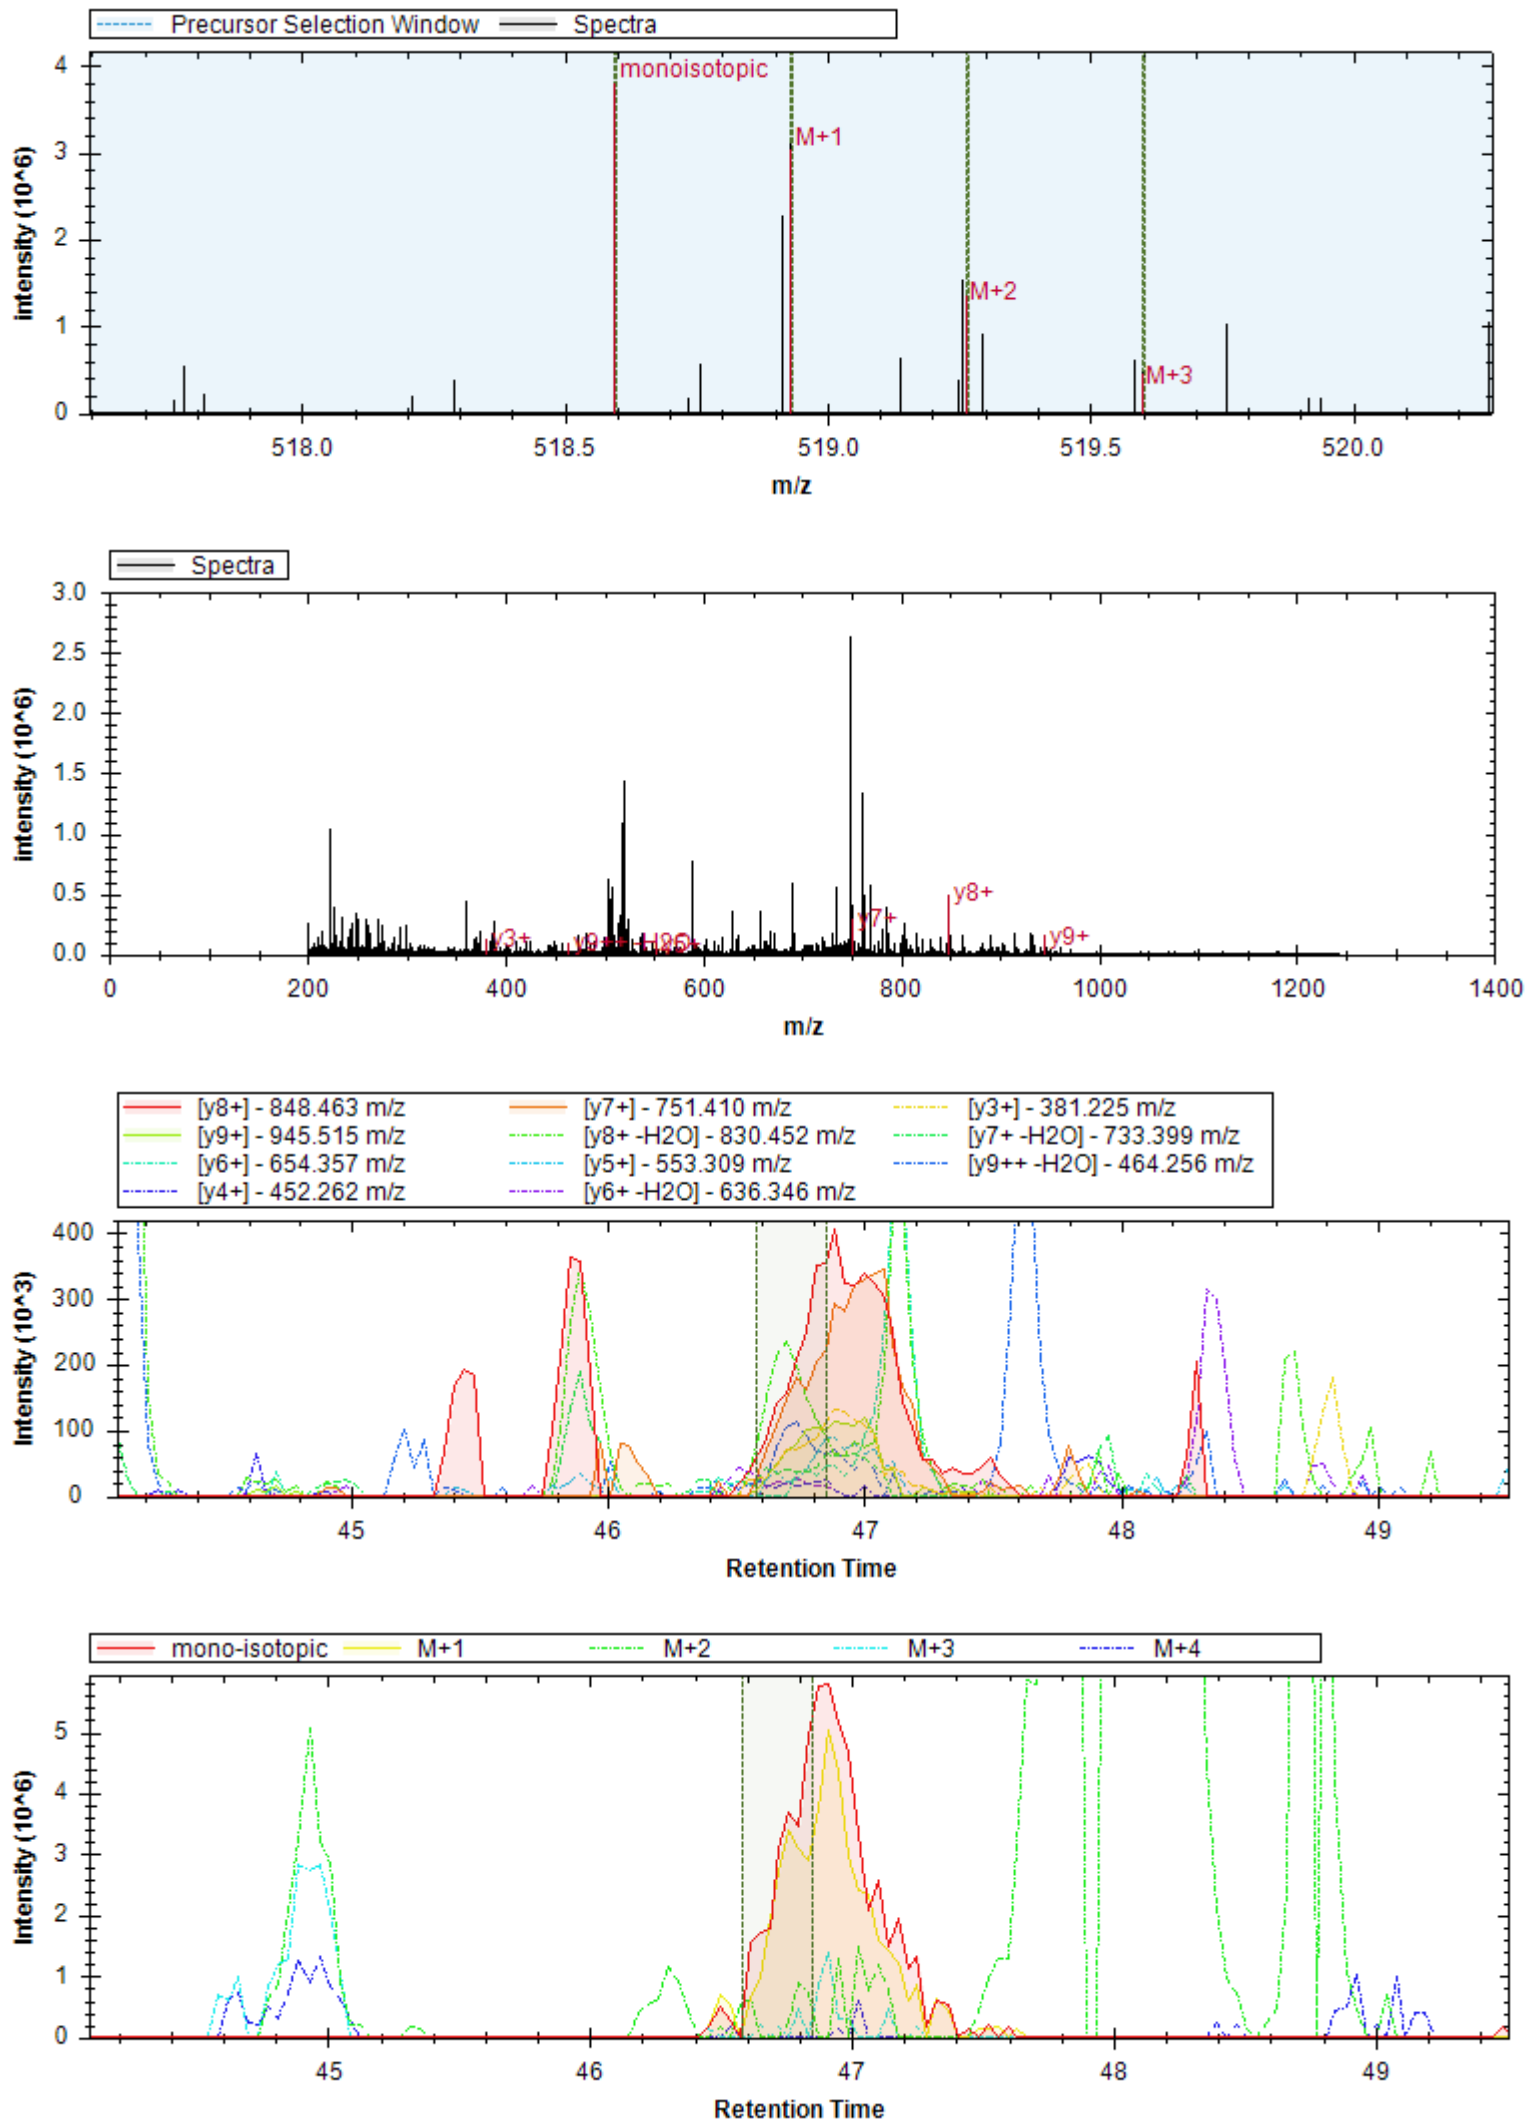 Precursor Selection Window Spectra
monoisotopic
M+1
M+2
M+3
intensity (10^6)
4
3
2
1
0
518.0 518.5 519.0 519.5 520.0
m/z
Spectra
intensity (10^6)
3.0
2.5
2.0
1.5
1.0
0.5
0.0
y8+
y7+
y3+
y9+
0 200 400 600 800 1000 1200 1400
m/z
[y8+] - 848.463 m/z [y7+] - 751.410 m/z [y3+] - 381.225 m/z
[y9+] - 945.515 m/z [y8+ -H2O] - 830.452 m/z [y7+ -H2O] - 733.399 m/z
[y6+] - 654.357 m/z [y5+] - 553.309 m/z [y9++ -H2O] - 464.256 m/z
[y4+] - 452.262 m/z [y6+ -H2O] - 636.346 m/z
Intensity (10^3)
400
300
200
100
0
45 46 47 48 49
Retention Time
mono-isotopic M+1 M+2 M+3 M+4
Intensity (10^6)
5
4
3
2
1
0
45 46 47 48 49
Retention Time